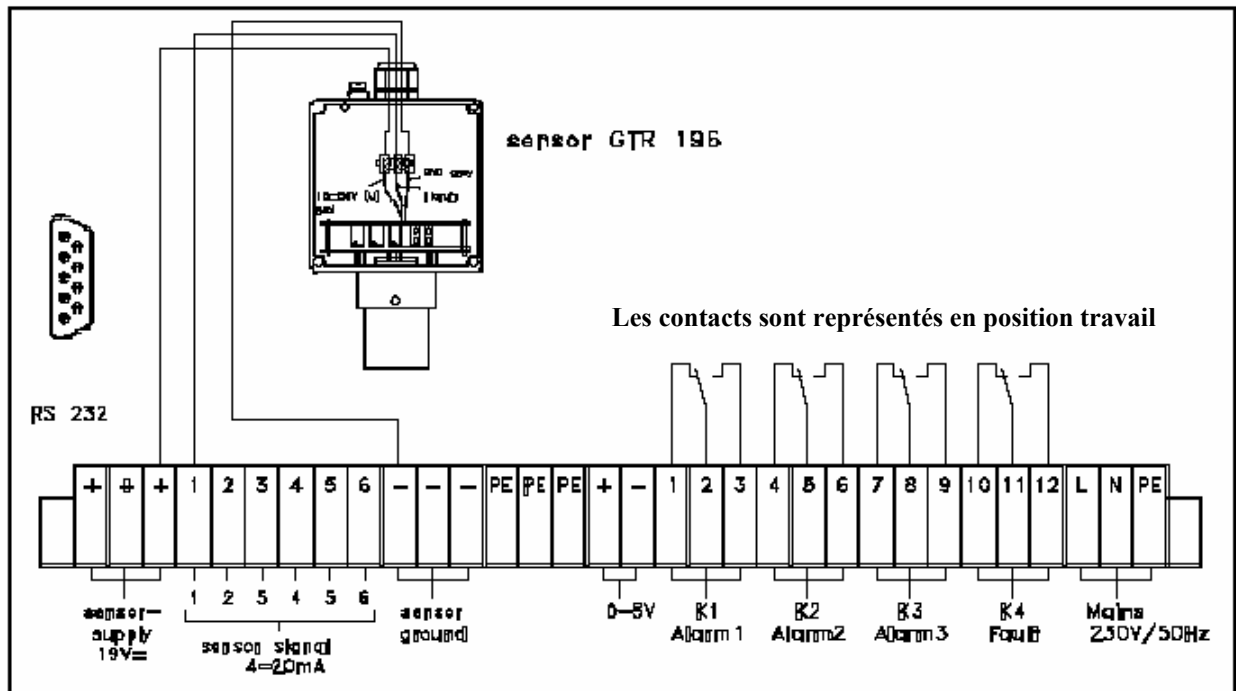 sensor GTR 196
Les contacts sont représentés en position travail
RS 232
+ + + 1 2 3 4 5 6 - - - PE PE PE + - 1 2 3 4 5 6 7 8 9 10 11 12 L N PE
1 2 3 4 5 6
sensor-
supply
19V=
sensor signal
4-20mA
sensor
ground
0-5V
K1
Alarm 1
K2
Alarm2
K3
Alarm 3
K4
Fault
Mains
230V/50Hz